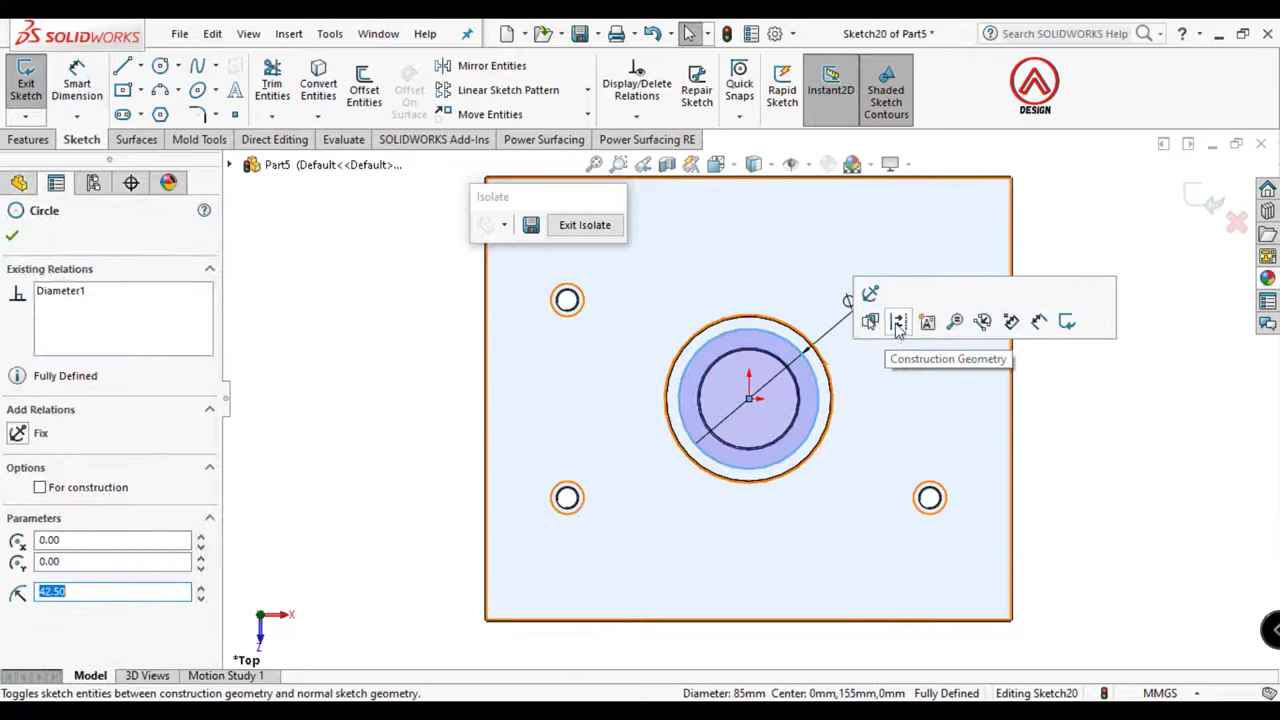 SOLIDWORKS File Edit View Insert Tools Window Help Sketch20 of Part5 * Search SOLIDWORKS Help
Exit Sketch Smart Dimension Trim Entities Convert Entities Offset Entities Offset On Surface Mirror Entities Linear Sketch Pattern Move Entities Display/Delete Relations Repair Sketch Quick Snaps Rapid Sketch Instant2D Shaded Sketch Contours
DESIGN
Features Sketch Surfaces Mold Tools Direct Editing Evaluate SOLIDWORKS Add-Ins Power Surfacing Power Surfacing RE
Part5 (Default<<Default>...
Circle
Isolate
Exit Isolate
Existing Relations
Diameter1
Construction Geometry
Fully Defined
Add Relations
Fix
Options
For construction
Parameters
0.00
0.00
42.50
X
Z
*Top
Model 3D Views Motion Study 1
Toggles sketch entities between construction geometry and normal sketch geometry. Diameter: 85mm Center: 0mm,155mm,0mm Fully Defined Editing Sketch20 MMGS